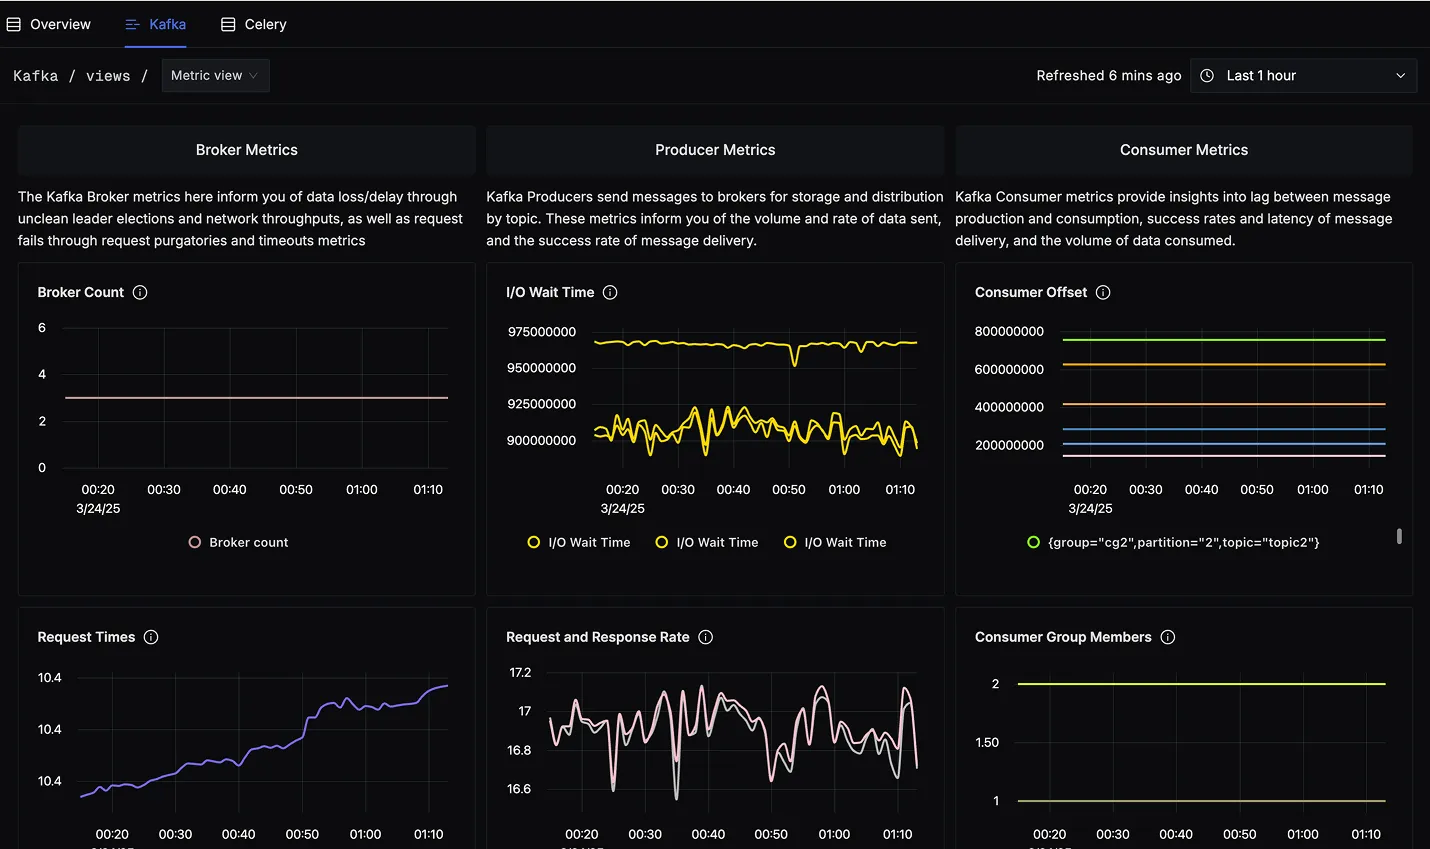 Overview
Kafka
Celery
Kafka / views /
Metric view
Refreshed 6 mins ago
Last 1 hour
Broker Metrics
The Kafka Broker metrics here inform you of data loss/delay through
unclean leader elections and network throughputs, as well as request
fails through request purgatories and timeouts metrics
Broker Count
6
4
2
0
00:20 00:30 00:40 00:50 01:00 01:10
3/24/25
Broker count
Request Times
10.4
10.4
10.4
00:20 00:30 00:40 00:50 01:00 01:10
Producer Metrics
Kafka Producers send messages to brokers for storage and distribution
by topic. These metrics inform you of the volume and rate of data sent,
and the success rate of message delivery.
I/O Wait Time
975000000
950000000
925000000
900000000
00:20 00:30 00:40 00:50 01:00 01:10
3/24/25
I/O Wait Time I/O Wait Time I/O Wait Time
Request and Response Rate
17.2
17
16.8
16.6
00:20 00:30 00:40 00:50 01:00 01:10
Consumer Metrics
Kafka Consumer metrics provide insights into lag between message
production and consumption, success rates and latency of message
delivery, and the volume of data consumed.
Consumer Offset
800000000
600000000
400000000
200000000
00:20 00:30 00:40 00:50 01:00 01:10
3/24/25
{group="cg2",partition="2",topic="topic2"}
Consumer Group Members
2
1.50
1
00:20 00:30 00:40 00:50 01:00 01:10